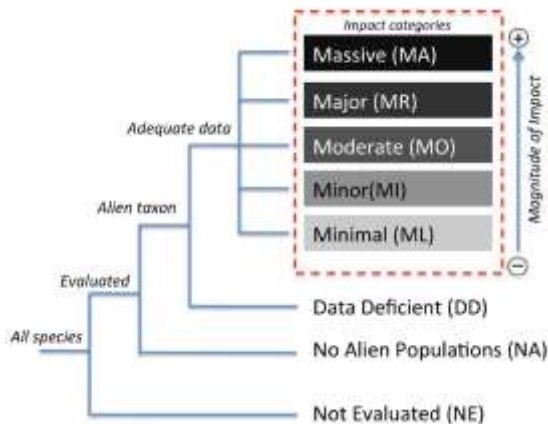 Impact categories
Massive (MA)
Major (MR)
Adequate data
Moderate (MO)
Minor(MI)
Alien taxon
Minimal (ML)
Magnitude of Impact
Evaluated
Data Deficient (DD)
All species
No Alien Populations (NA)
Not Evaluated (NE)